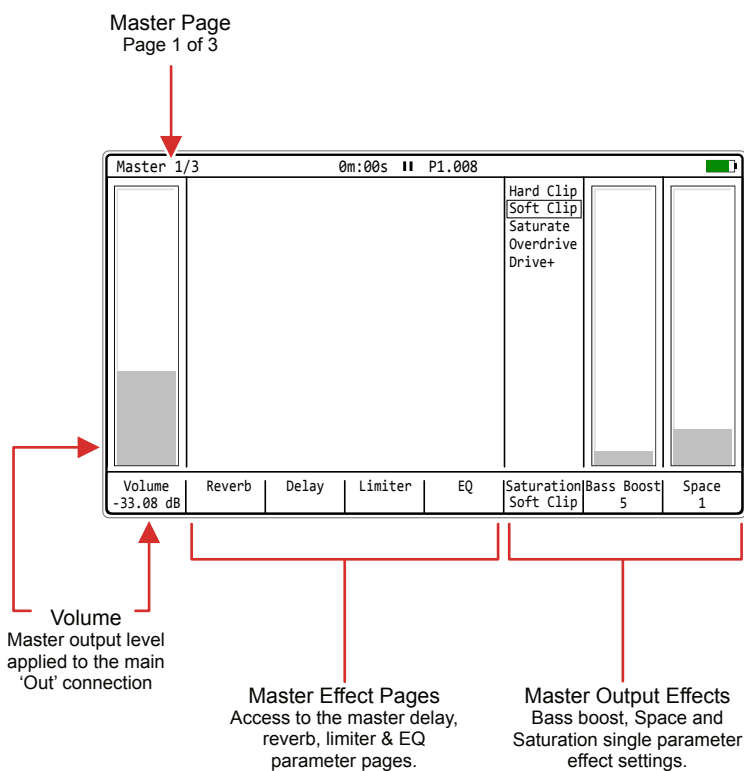 Master Page
Page 1 of 3
Master 1/3
0m:00s
P1.008
Hard Clip
Soft Clip
Saturate
Overdrive
Drive+
Volume
-33.08 dB
Reverb
Delay
Limiter
EQ
Saturation
Soft Clip
Bass Boost
5
Space
1
Volume
Master output level
applied to the main
‘Out’ connection
Master Effect Pages
Access to the master delay,
reverb, limiter & EQ
parameter pages.
Master Output Effects
Bass boost, Space and
Saturation single parameter
effect settings.